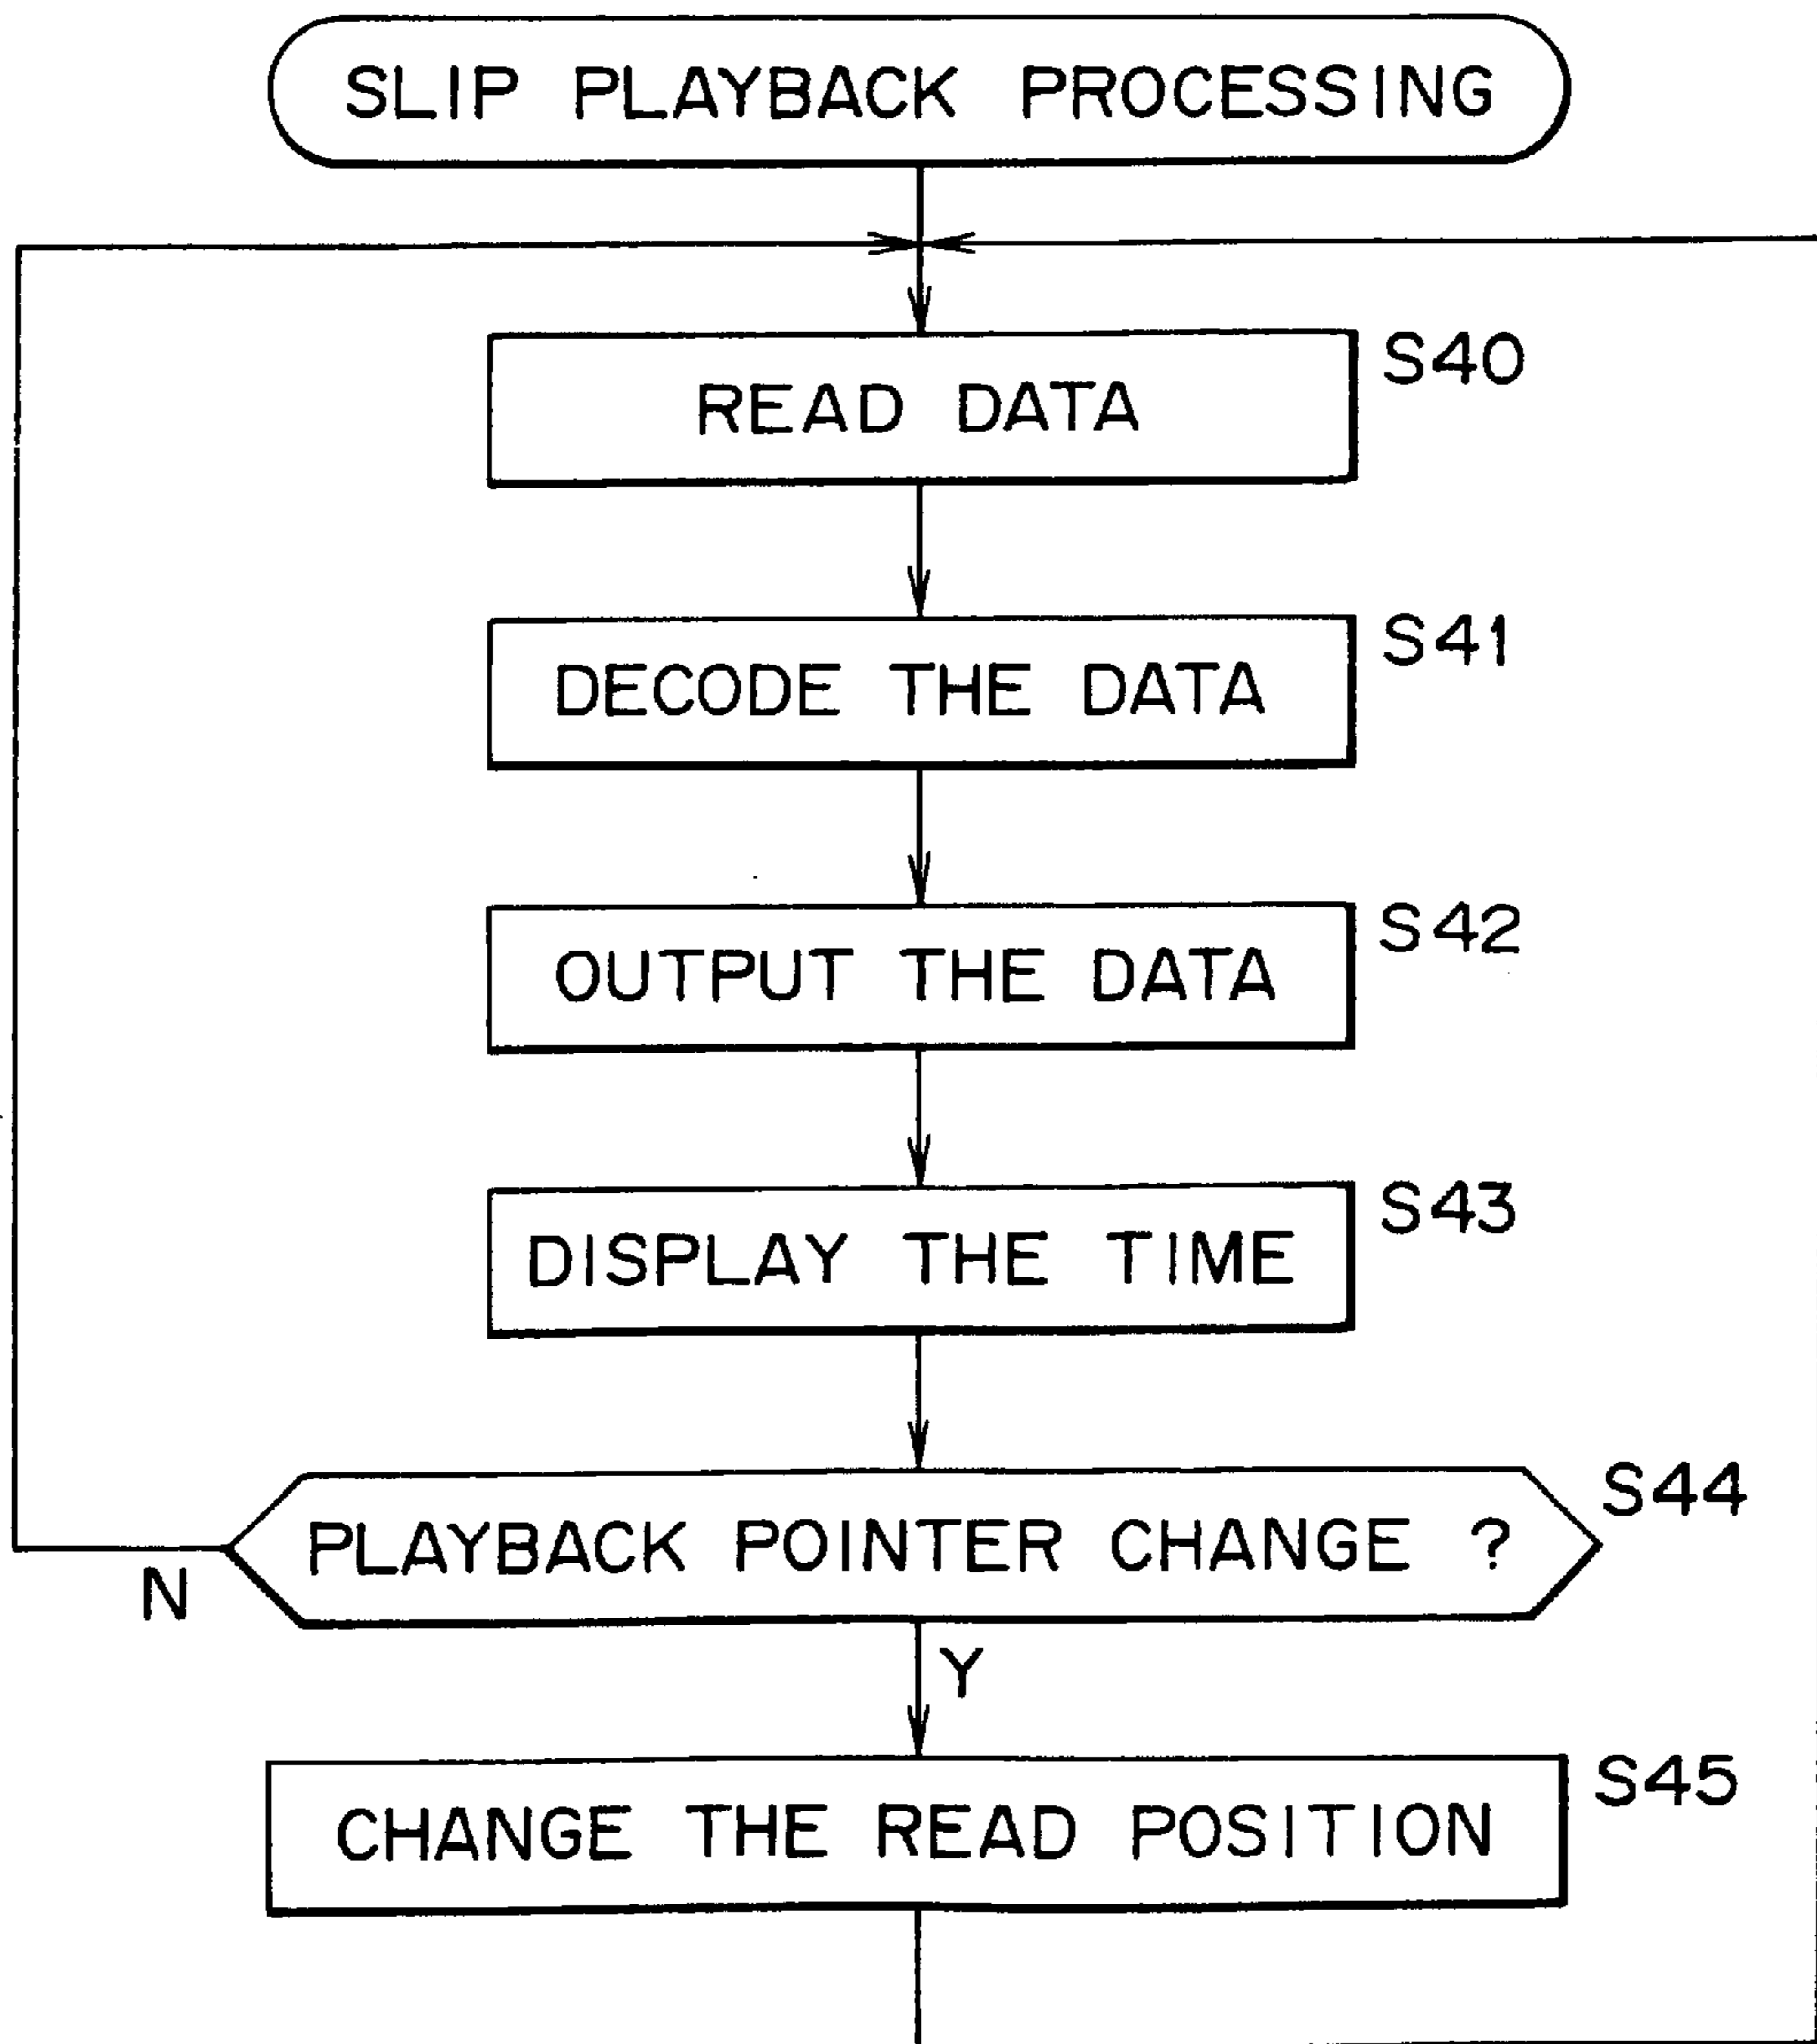 SLIP PLAYBACK PROCESSING
READ DATA
S40
DECODE THE DATA
S41
OUTPUT THE DATA
S42
DISPLAY THE TIME
S43
PLAYBACK POINTER CHANGE ?
S44
N
Y
CHANGE THE READ POSITION
S45